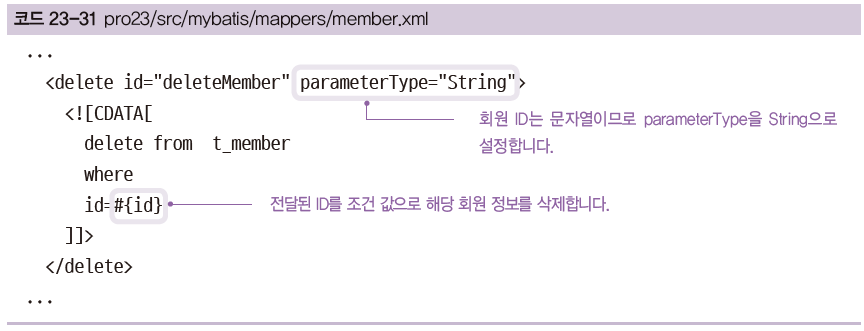 코드 23-31 pro23/src/mybatis/mappers/member.xml
...
<delete id="deleteMember" parameterType="String">
<![CDATA[
회원 ID는 문자열이므로 parameterType을 String으로
설정합니다.
delete from t_member
where
id=#{id}
전달된 ID를 조건 값으로 해당 회원 정보를 삭제합니다.
]]>
</delete>
...